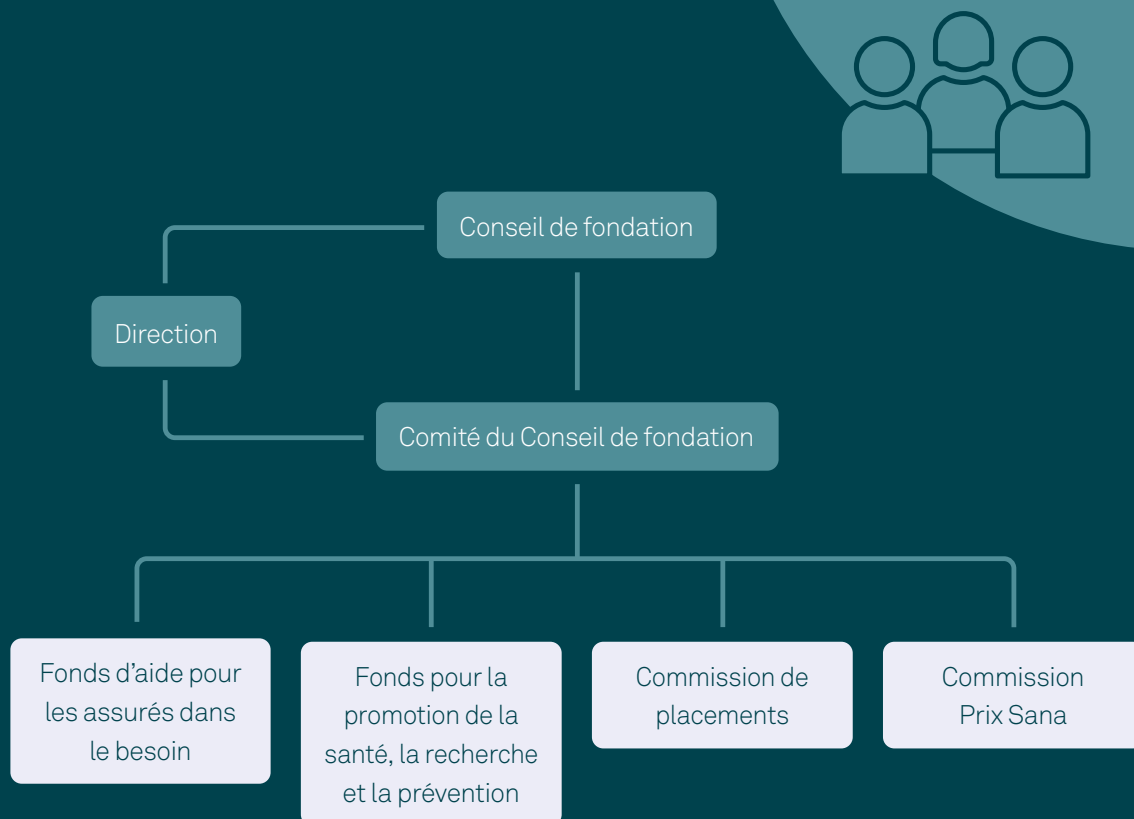 Conseil de fondation
Direction
Comité du Conseil de fondation
Fonds d’aide pour
les assurés dans
le besoin
Fonds pour la
promotion de la
santé, la recherche
et la prévention
Commission de
placements
Commission
Prix Sana